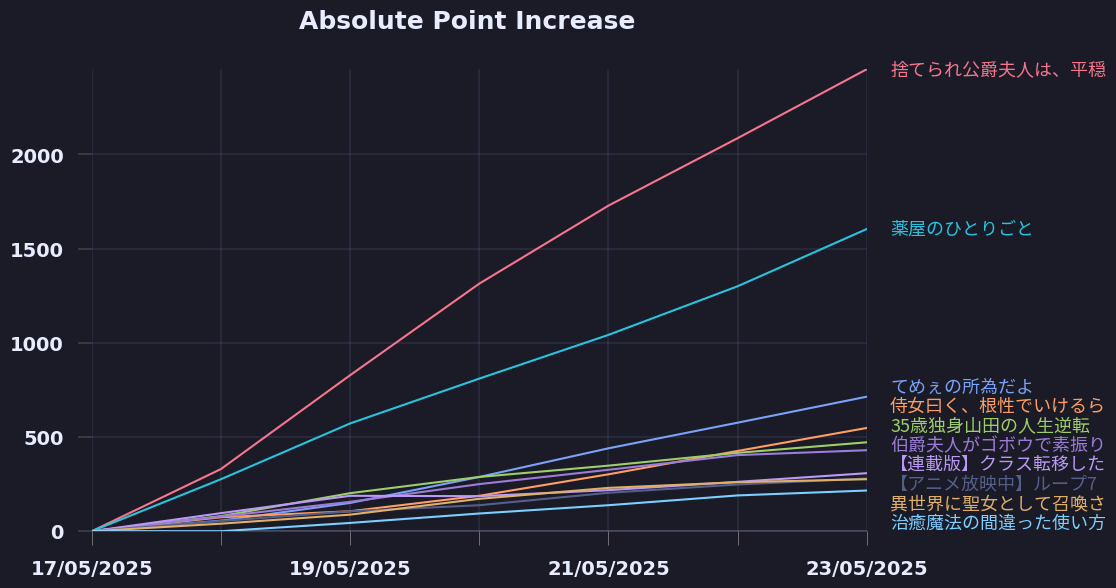 Absolute Point Increase
2000
1500
1000
500
0
17/05/2025
19/05/2025
21/05/2025
23/05/2025
捨てられ公爵夫人は、平穏
薬屋のひとりごと
てめぇの所為だよ
侍女曰く、根性でいけるら
35歳独身山田の人生逆転
伯爵夫人がゴボウで素振り
【連載版】クラス転移した
【アニメ放映中】ループ7
異世界に聖女として召喚さ
治癒魔法の間違った使い方